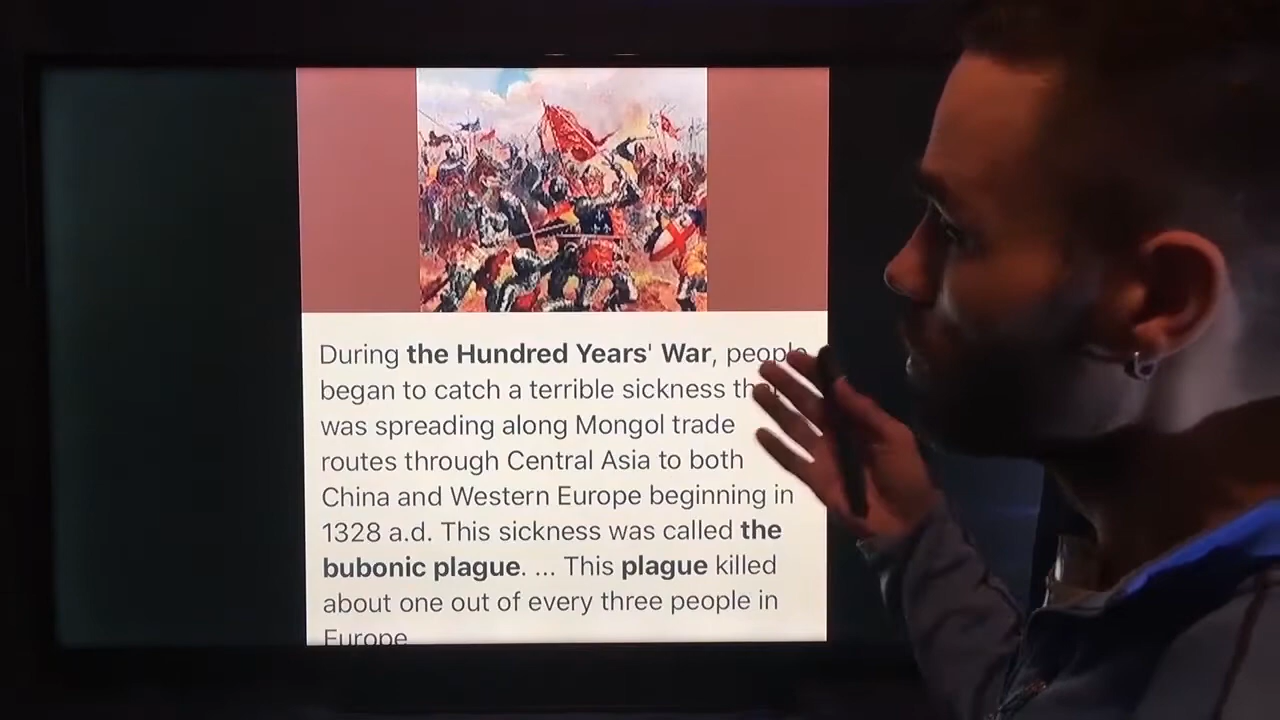 During the Hundred Years' War, people
began to catch a terrible sickness that
was spreading along Mongol trade
routes through Central Asia to both
China and Western Europe beginning in
1328 a.d. This sickness was called the
bubonic plague. ... This plague killed
about one out of every three people in
Europe